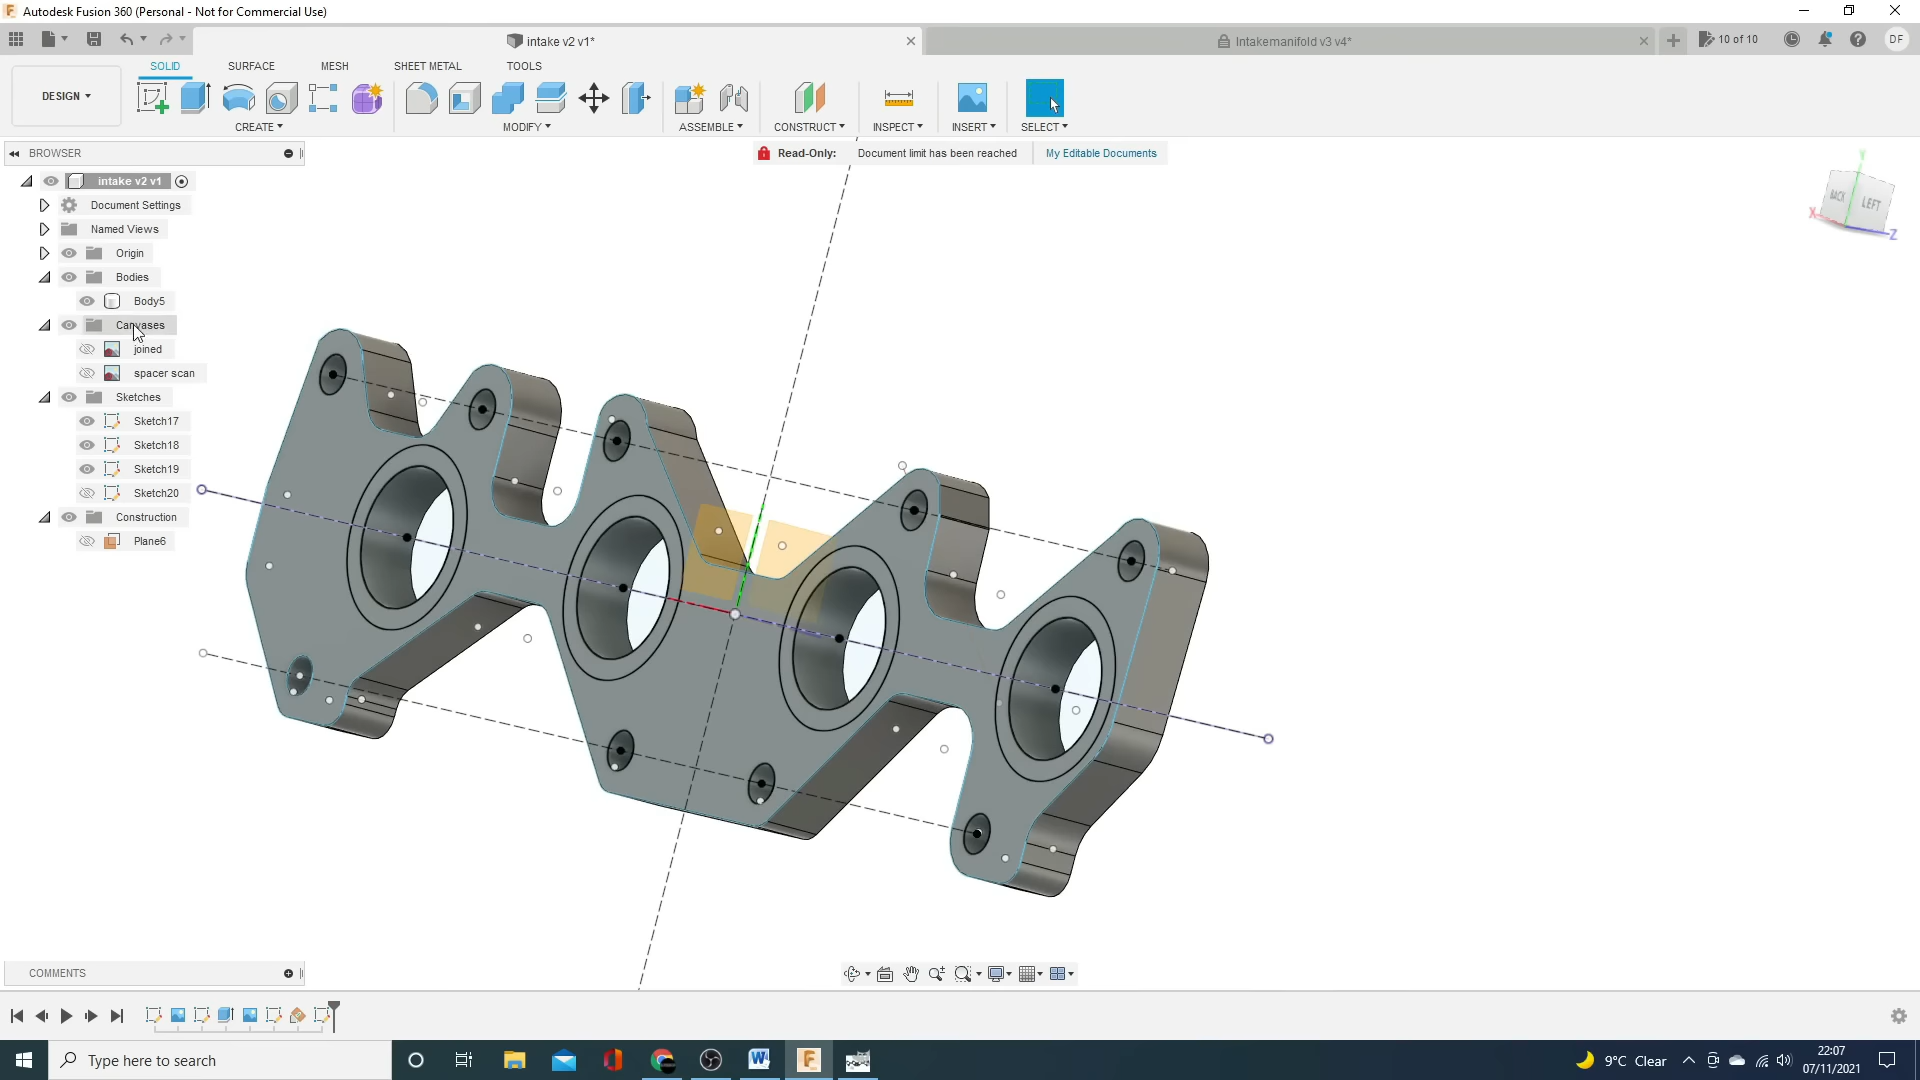 Autodesk Fusion 360 (Personal - Not for Commercial Use)
intake v2 v1*
Intakemanifold v3 v4*
10 of 10
DF
DESIGN
SOLID
SURFACE
MESH
SHEET METAL
TOOLS
CREATE
MODIFY
ASSEMBLE
CONSTRUCT
INSPECT
INSERT
SELECT
BROWSER
Read-Only:
Document limit has been reached
My Editable Documents
intake v2 v1
Document Settings
Named Views
Origin
Bodies
Body5
Canvases
joined
spacer scan
Sketches
Sketch17
Sketch18
Sketch19
Sketch20
Construction
Plane6
Y
BACK
LEFT
X
Z
COMMENTS
Type here to search
9°C Clear
22:07
07/11/2021